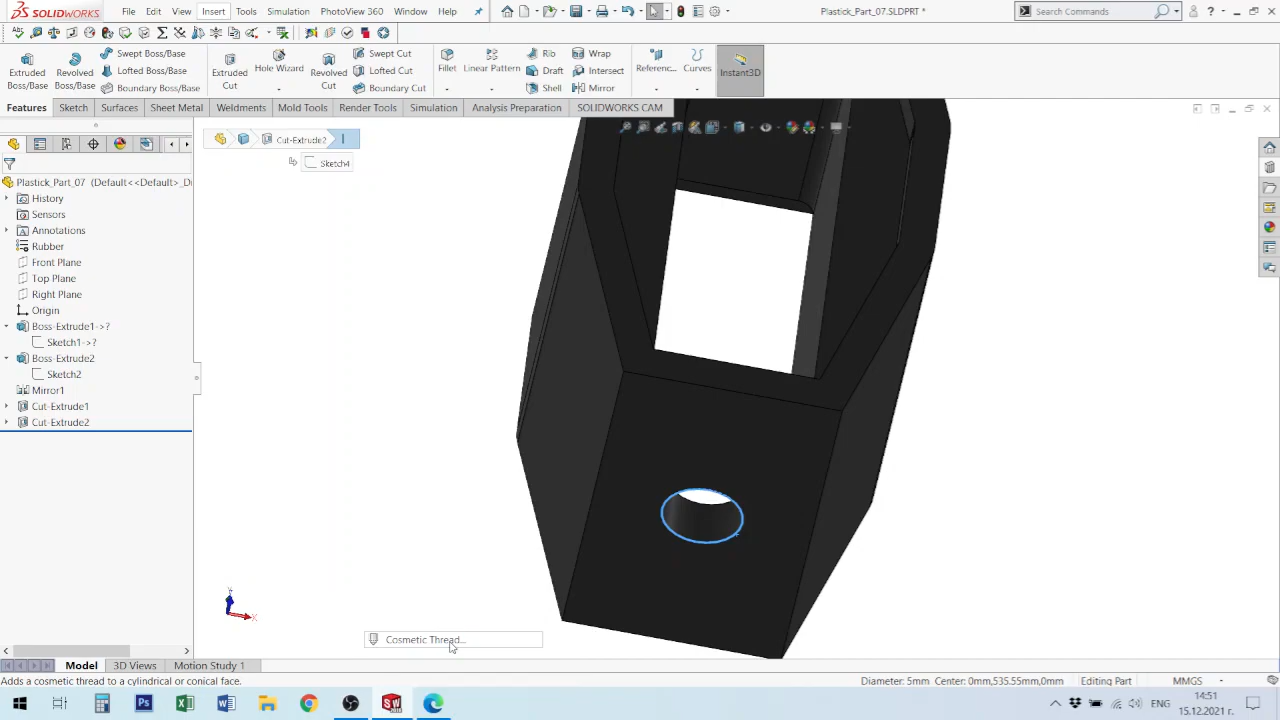 SOLIDWORKS File Edit View Insert Tools Simulation PhotoView 360 Window Help Plastick_Part_07.SLDPRT * Search Commands
Extruded Boss/Base
Revolved Boss/Base
Swept Boss/Base
Lofted Boss/Base
Boundary Boss/Base
Extruded Cut
Hole Wizard
Revolved Cut
Swept Cut
Lofted Cut
Boundary Cut
Fillet
Linear Pattern
Rib
Draft
Shell
Wrap
Intersect
Mirror
Referenc...
Curves
Instant3D
Features Sketch Surfaces Sheet Metal Weldments Mold Tools Render Tools Simulation Analysis Preparation SOLIDWORKS CAM
Cut-Extrude2
Sketch4
Plastick_Part_07 (Default<<Default>_Di
History
Sensors
Annotations
Rubber
Front Plane
Top Plane
Right Plane
Origin
Boss-Extrude1->?
Sketch1->?
Boss-Extrude2
Sketch2
Mirror1
Cut-Extrude1
Cut-Extrude2
Y
X
Cosmetic Thread...
Model 3D Views Motion Study 1
Adds a cosmetic thread to a cylindrical or conical face. Diameter: 5mm Center: 0mm,535.55mm,0mm Editing Part MMGS
ENG
14:51
15.12.2021 г.